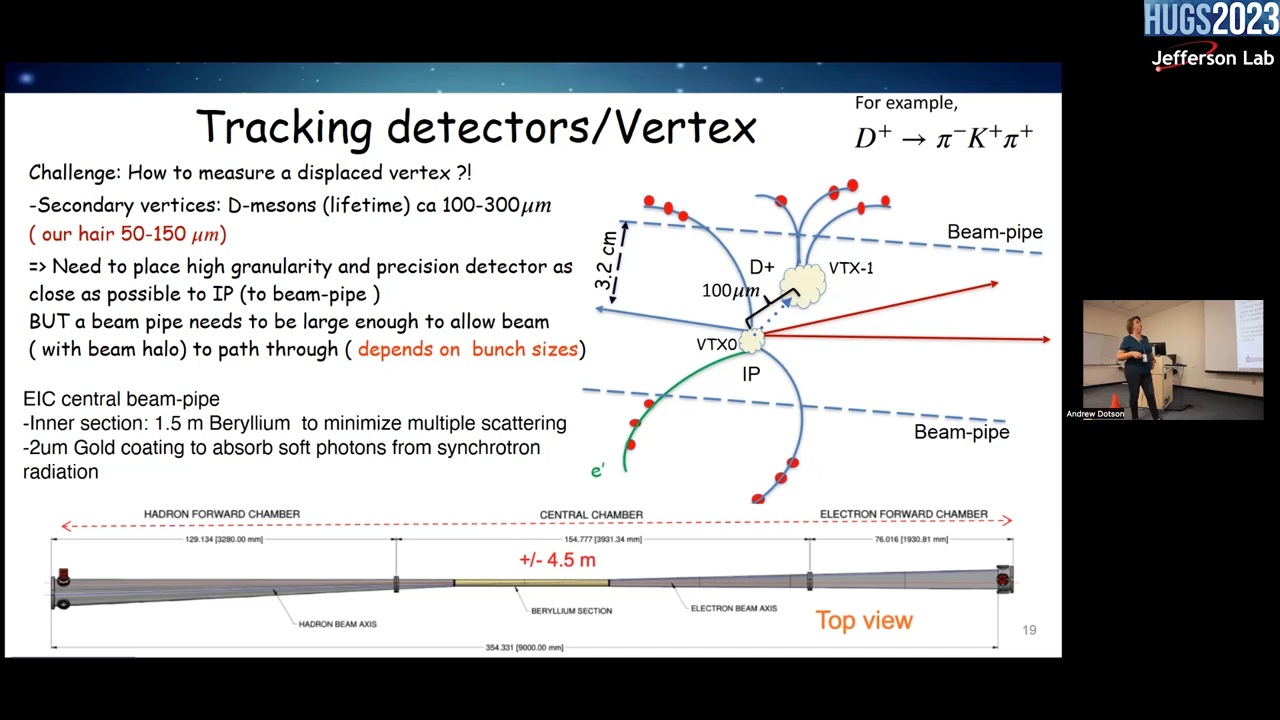 HUGS2023
Jefferson Lab
Tracking detectors/Vertex
For example,
D⁺ → π⁻K⁺π⁺
Challenge: How to measure a displaced vertex ?!
-Secondary vertices: D-mesons (lifetime) ca 100-300μm
( our hair 50-150 μm)
=> Need to place high granularity and precision detector as
close as possible to IP (to beam-pipe )
BUT a beam pipe needs to be large enough to allow beam
( with beam halo) to path through ( depends on bunch sizes)
EIC central beam-pipe
-Inner section: 1.5 m Beryllium to minimize multiple scattering
-2um Gold coating to absorb soft photons from synchrotron
radiation
Beam-pipe
3.2 cm
D+
VTX-1
100μm
VTX0
IP
Beam-pipe
e'
Andrew Dotson
HADRON FORWARD CHAMBER
CENTRAL CHAMBER
ELECTRON FORWARD CHAMBER
129.134 [3280.00 mm]
154.777 [3931.34 mm]
76.016 [1930.81 mm]
+/- 4.5 m
HADRON BEAM AXIS
BERYLLIUM SECTION
ELECTRON BEAM AXIS
Top view
354.331 [9000.00 mm]
19